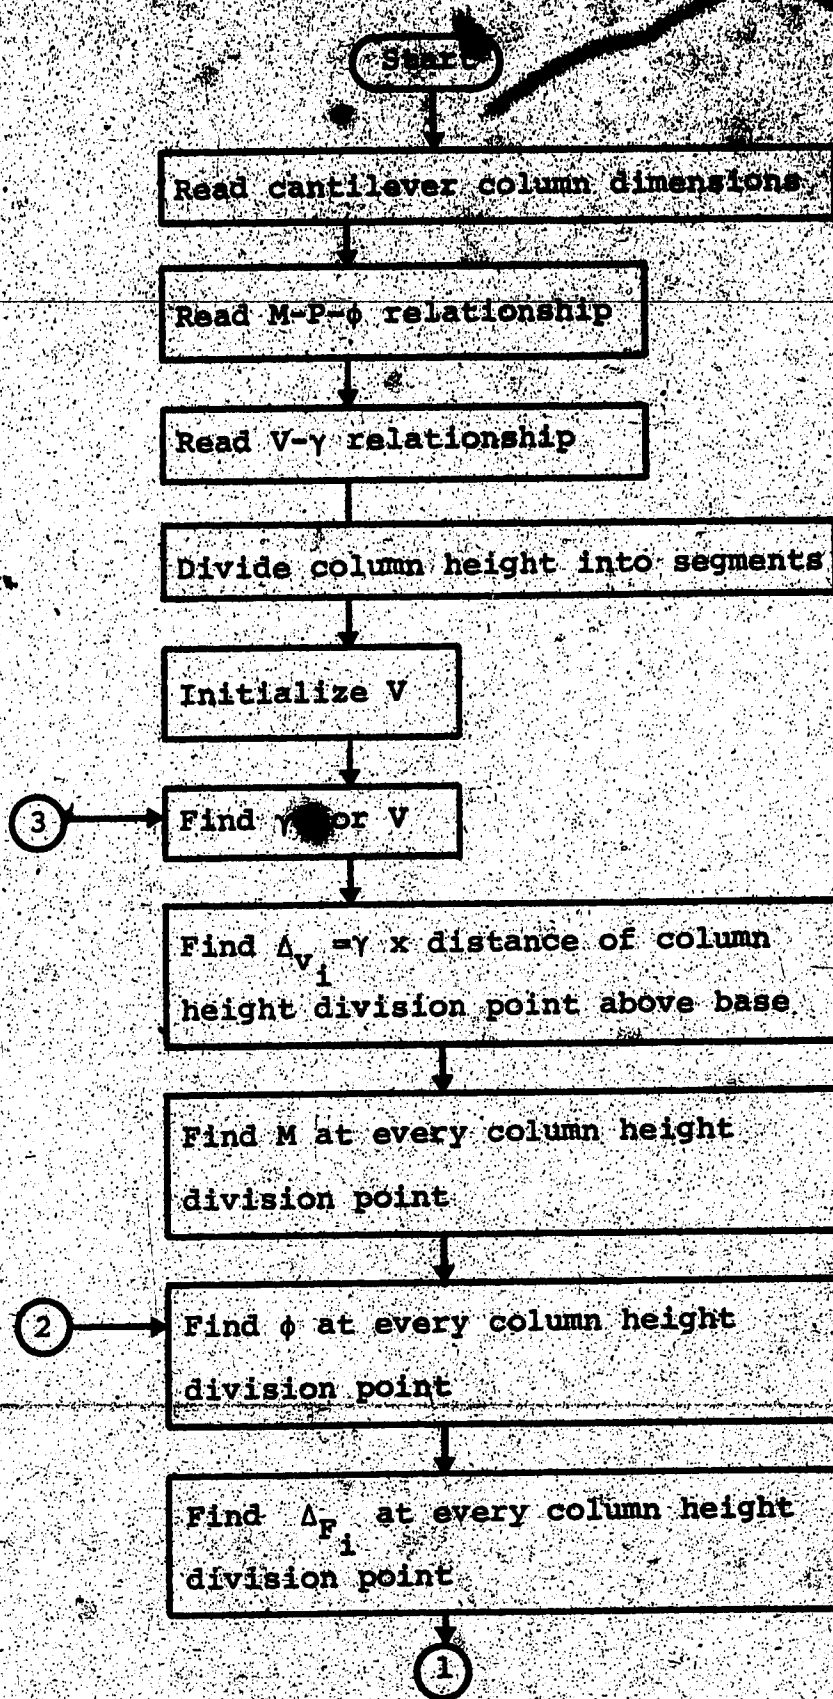 Start
Read cantilever column dimensions
Read M-P-ϕ relationship
Read V-γ relationship
Divide column height into segments
Initialize V
3
Find γ for V
Find Δvi=γ x distance of column
height division point above base
Find M at every column height
division point
2
Find ϕ at every column height
division point
Find ΔFi at every column height
division point
1